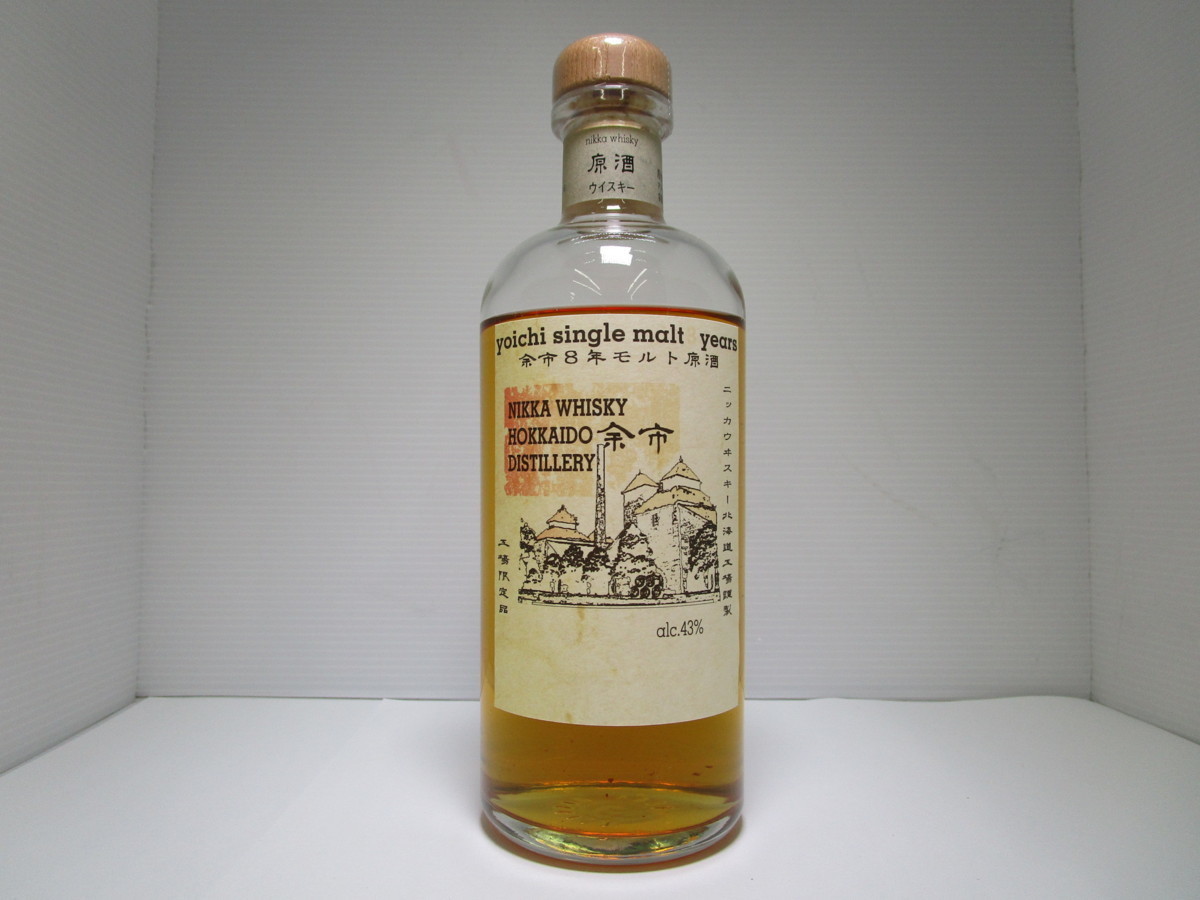 nikka whisky
原酒
ウイスキー
yoichi single malt years
余市8年モルト原酒
NIKKA WHISKY
HOKKAIDO 余市
DISTILLERY
ニッカウヰスキー北海道工場謹製
工場限定品
alc.43%